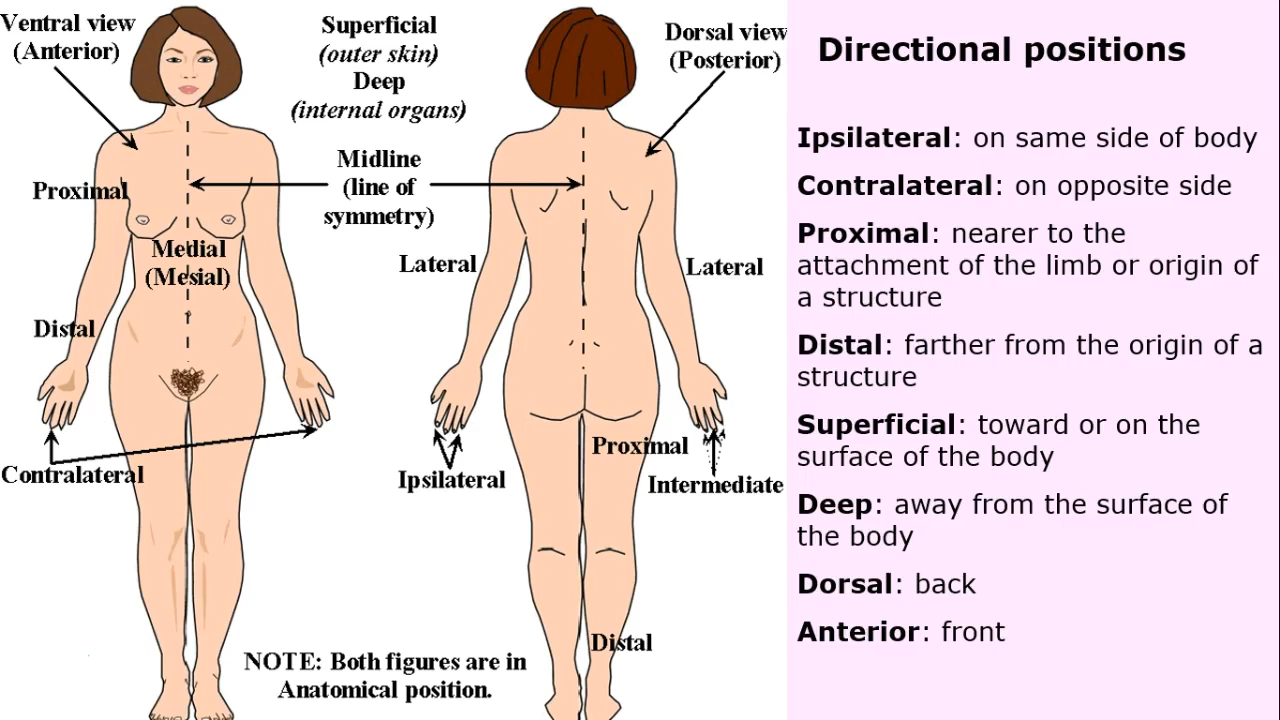 Ventral view
(Anterior)
Superficial
(outer skin)
Deep
(internal organs)
Dorsal view
(Posterior)
Midline
(line of
symmetry)
Proximal
Medial
(Mesial)
Lateral
Lateral
Distal
Contralateral
Ipsilateral
Proximal
Intermediate
Distal
NOTE: Both figures are in
Anatomical position.
Directional positions
Ipsilateral: on same side of body
Contralateral: on opposite side
Proximal: nearer to the
attachment of the limb or origin of
a structure
Distal: farther from the origin of a
structure
Superficial: toward or on the
surface of the body
Deep: away from the surface of
the body
Dorsal: back
Anterior: front